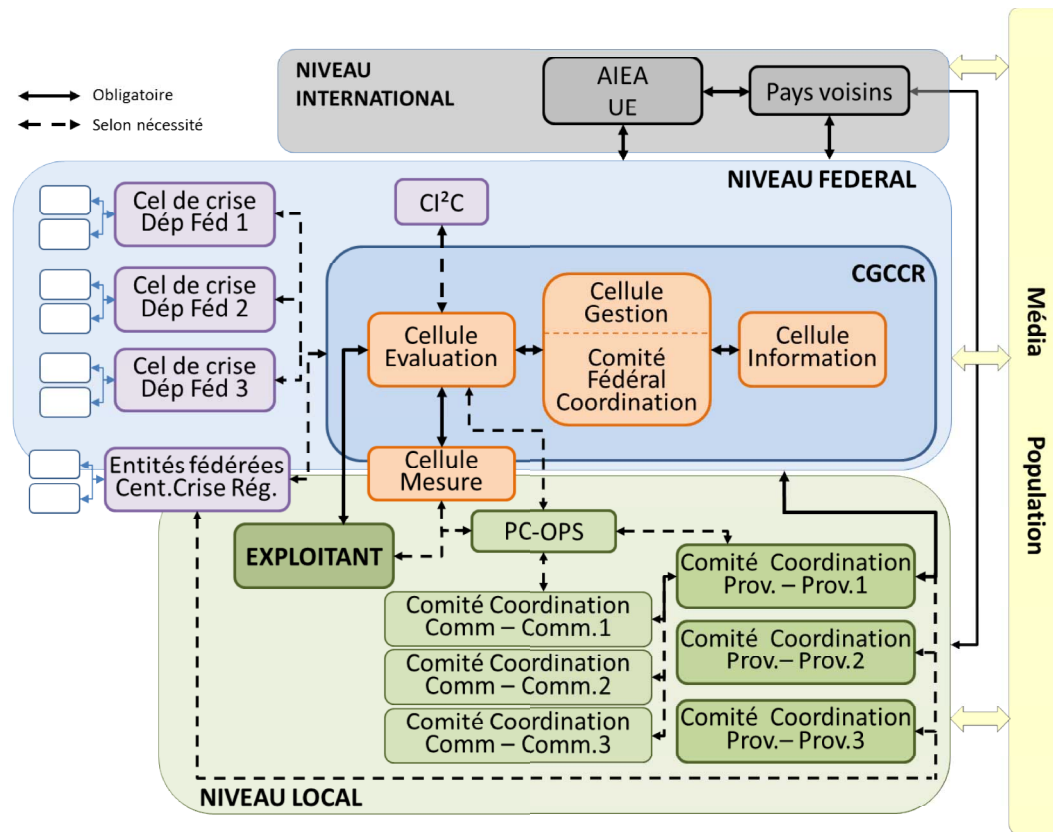 NIVEAU
INTERNATIONAL
AIEA
UE
Pays voisins
Obligatoire
Selon nécessité
NIVEAU FEDERAL
Cel de crise
Dép Féd 1
CI²C
CGCCR
Cel de crise
Dép Féd 2
Cellule
Gestion
Cellule
Evaluation
Comité
Fédéral
Coordination
Cellule
Information
Cel de crise
Dép Féd 3
Entités fédérées
Cent.Crise Rég.
Cellule
Mesure
EXPLOITANT
PC-OPS
Comité Coordination
Prov. – Prov.1
Comité Coordination
Comm – Comm.1
Comité Coordination
Prov.– Prov.2
Comité Coordination
Comm – Comm.2
Comité Coordination
Prov.– Prov.3
Comité Coordination
Comm – Comm.3
NIVEAU LOCAL
Média
Population